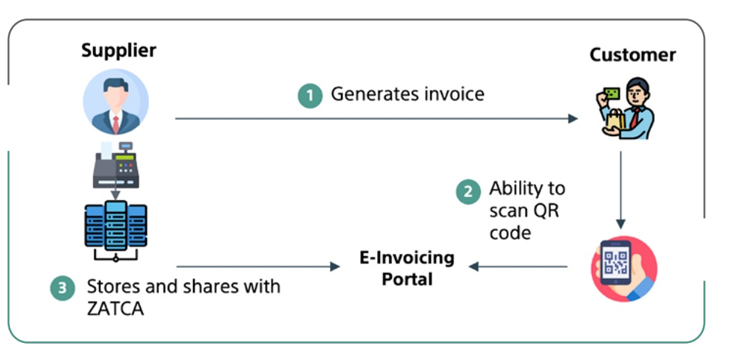 Supplier
Customer
1 Generates invoice
2 Ability to
scan QR
code
E-Invoicing
Portal
3 Stores and shares with
ZATCA